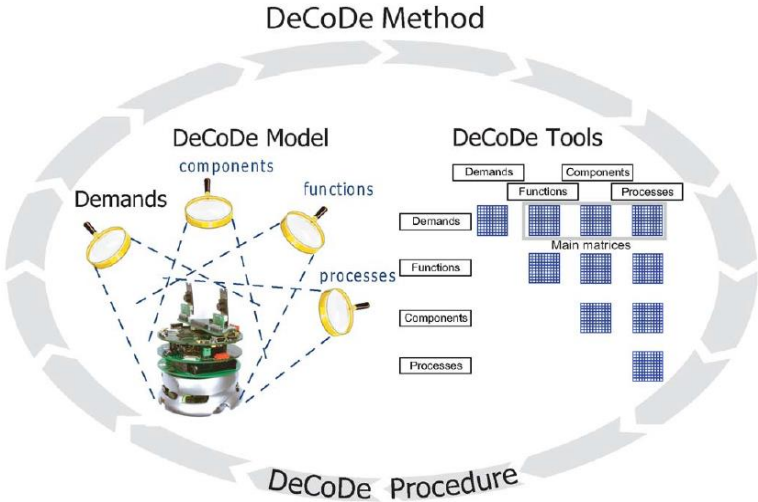 DeCoDe Method
DeCoDe Model
components
functions
Demands
processes
DeCoDe Tools
Demands
Components
Functions
Processes
Demands
Main matrices
Functions
Components
Processes
DeCoDe Procedure